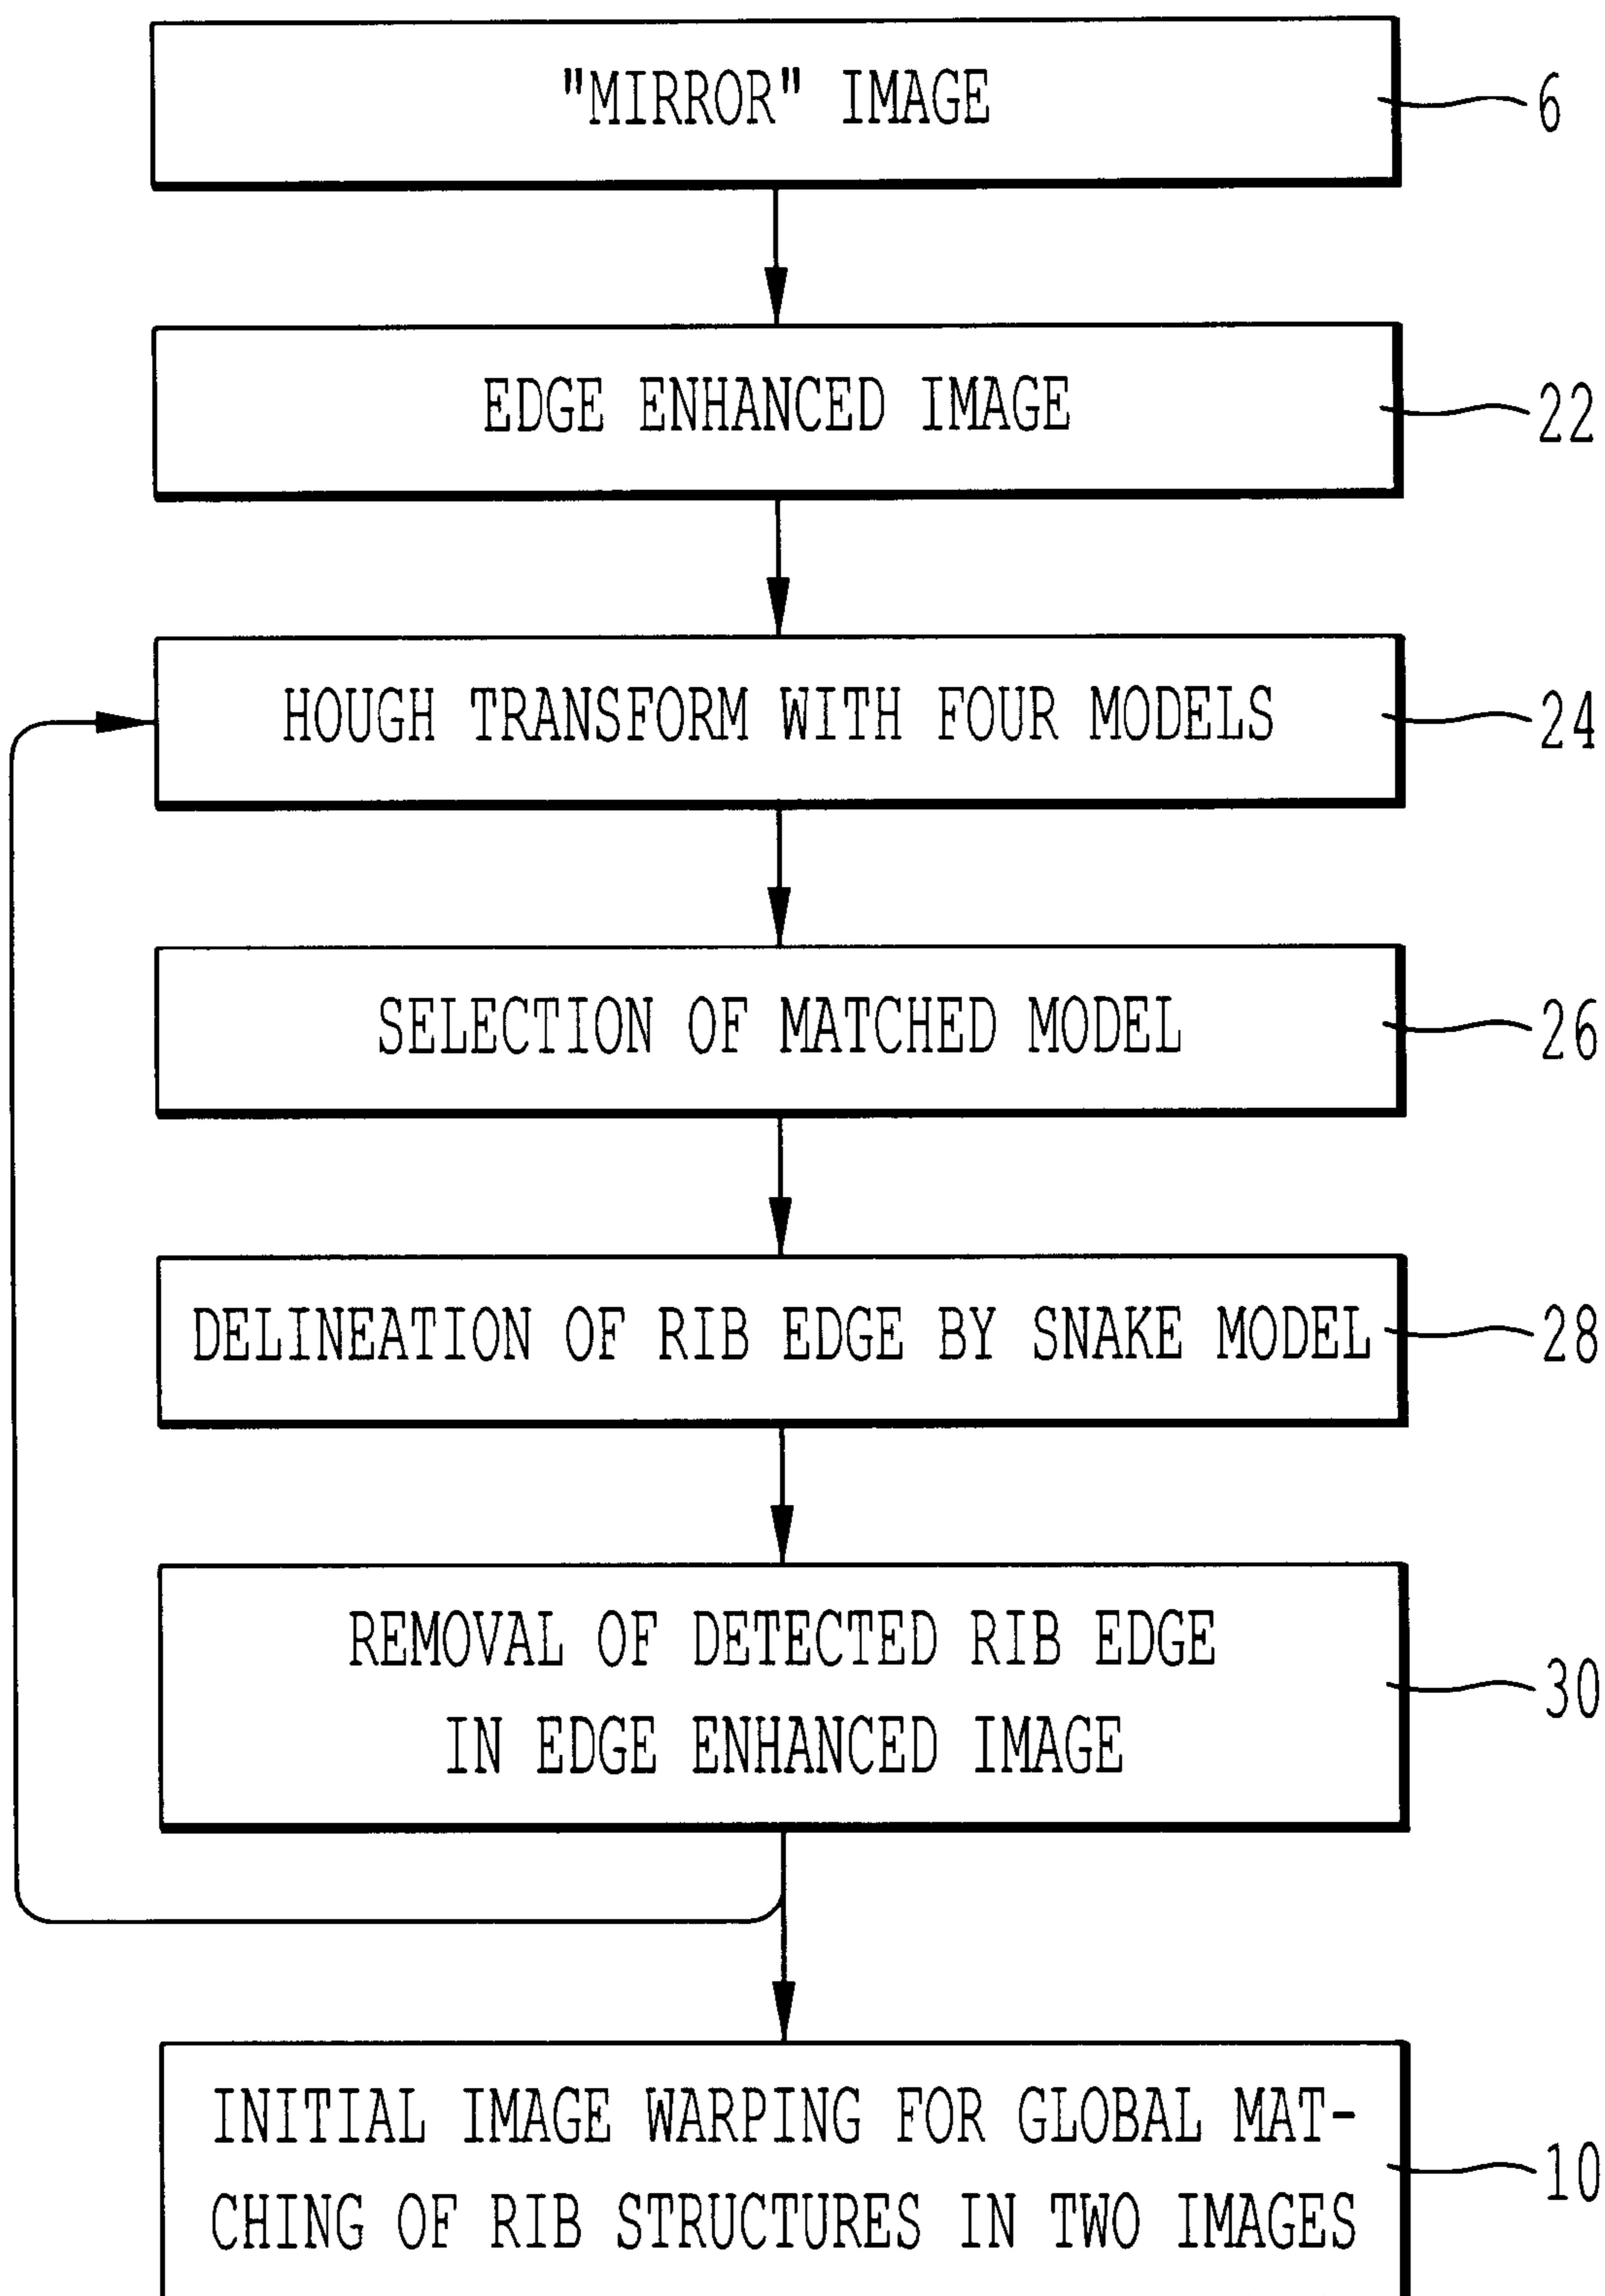 "MIRROR" IMAGE
6
EDGE ENHANCED IMAGE
22
HOUGH TRANSFORM WITH FOUR MODELS
24
SELECTION OF MATCHED MODEL
26
DELINEATION OF RIB EDGE BY SNAKE MODEL
28
REMOVAL OF DETECTED RIB EDGE
IN EDGE ENHANCED IMAGE
30
INITIAL IMAGE WARPING FOR GLOBAL MAT-
CHING OF RIB STRUCTURES IN TWO IMAGES
10